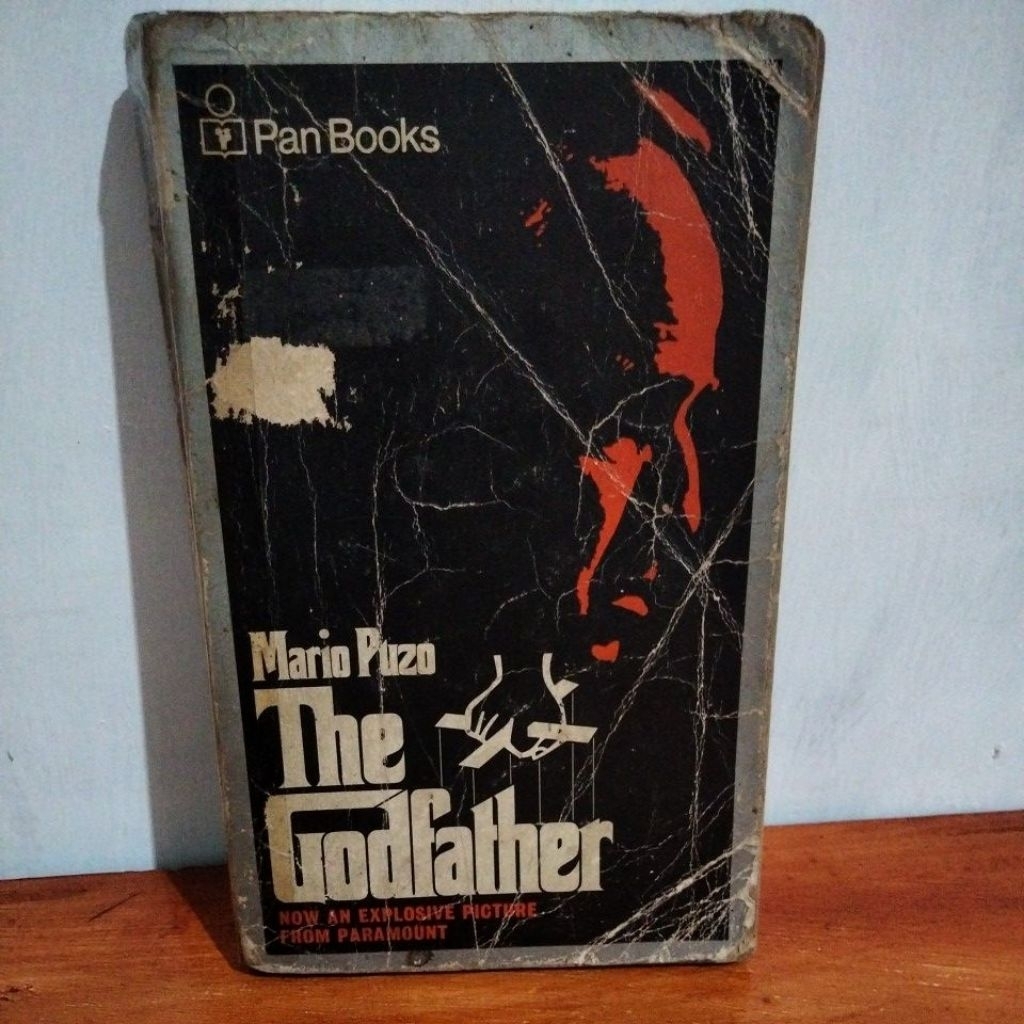 Pan Books
Mario Puzo
The
Godfather
NOW AN EXPLOSIVE PICTURE
FROM PARAMOUNT